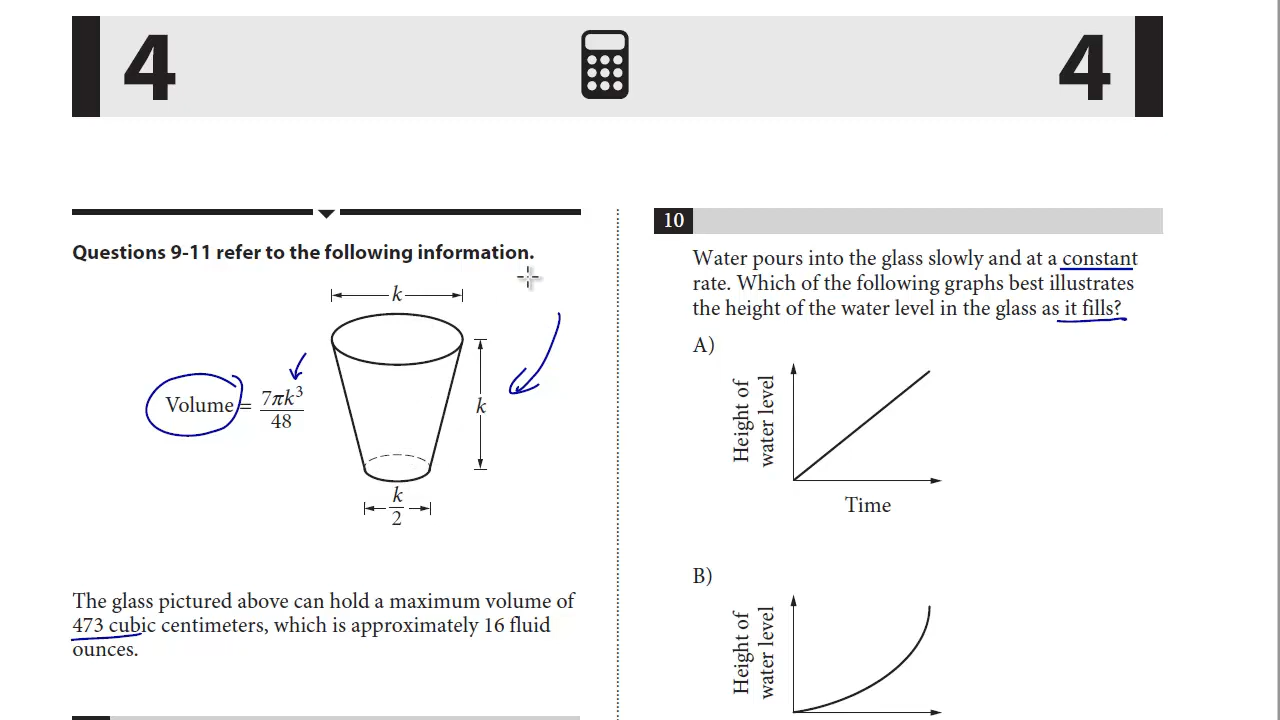 4 4
Questions 9-11 refer to the following information.
k
Volume = 7πk³/48
k
k/2
The glass pictured above can hold a maximum volume of
473 cubic centimeters, which is approximately 16 fluid
ounces.
10
Water pours into the glass slowly and at a constant
rate. Which of the following graphs best illustrates
the height of the water level in the glass as it fills?
A)
Height of
water level
Time
B)
Height of
water level